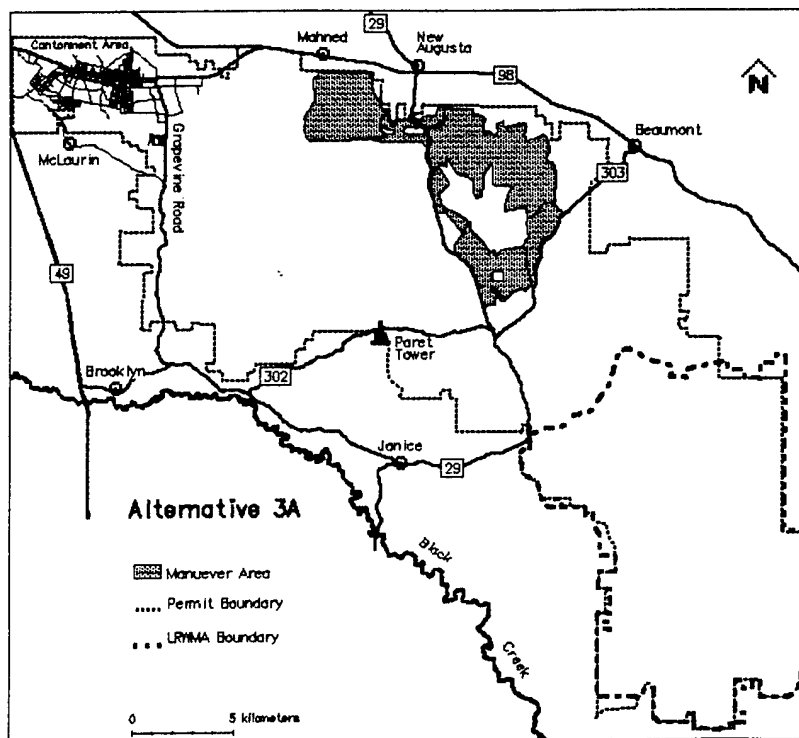 29
Cantonment Area
Mahned
New
Augusta
98
N
McLaurin
Grapevine Road
Beaumont
303
49
Paret
Tower
Brooklyn
302
Janice
29
Alternative 3A
Black
Creek
Manuever Area
Permit Boundary
LRWMA Boundary
0 5 kilometers